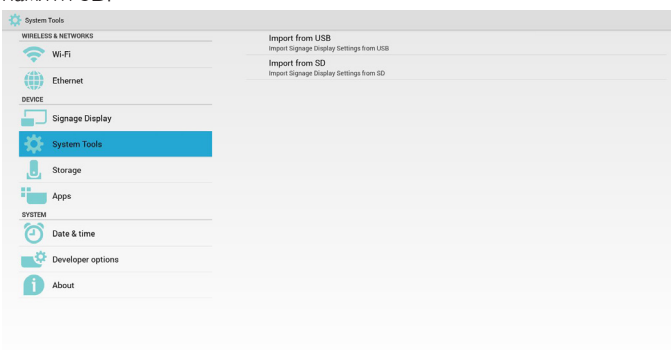 System Tools
WIRELESS & NETWORKS
Wi-Fi
Ethernet
DEVICE
Signage Display
System Tools
Storage
Apps
SYSTEM
Date & time
Developer options
About
Import from USB
Import Signage Display Settings from USB
Import from SD
Import Signage Display Settings from SD